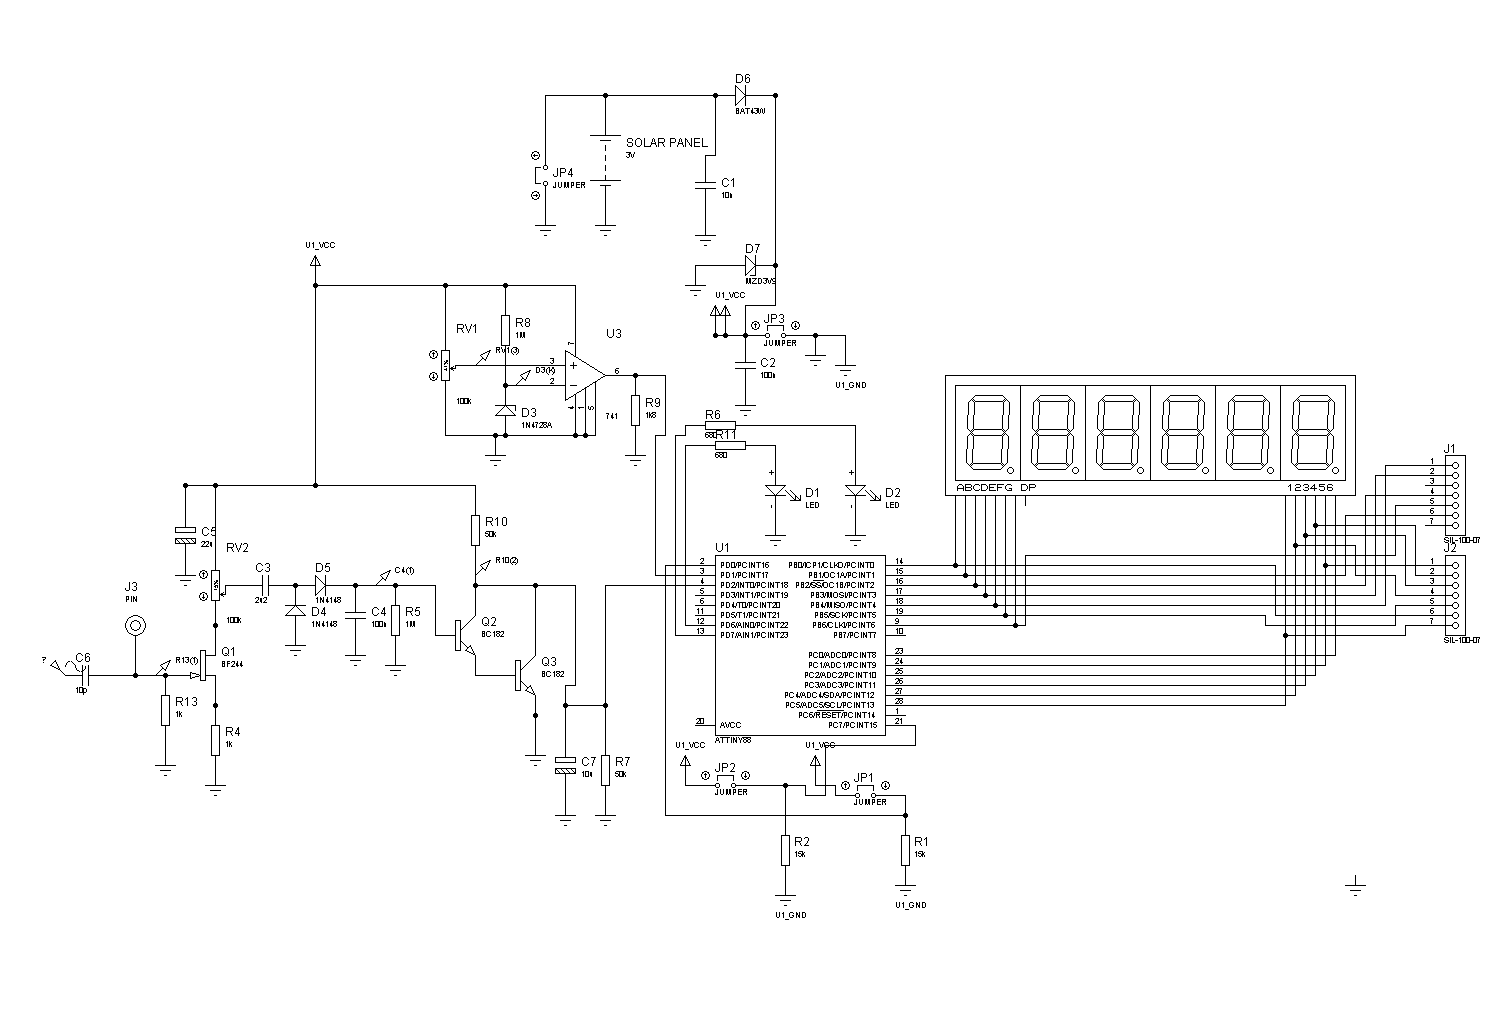 D6
BAT43W
SOLAR PANEL
3V
JP4
JUMPER
C1
10n
D7
MZD3V9
U1_VCC
U1_VCC
JP3
JUMPER
C2
100n
U1_GND
RV1
100k
R8
1M
RV1(3)
D3(K)
D3
1N4728A
U3
741
7
3
2
6
4
1
5
R9
1k8
R6
680
R11
680
D1
LED
D2
LED
ABCDEFG DP
123456
J1
1
2
3
4
5
6
7
SIL-100-07
J2
1
2
3
4
5
6
7
SIL-100-07
C5
22u
RV2
100k
R10
50k
R10(2)
J3
PIN
C3
2n2
D5
1N4148
D4
1N4148
C4(1)
C4
100n
R5
1M
Q2
BC182
Q3
BC182
?
C6
10p
R13(1)
Q1
BF244
R13
1k
R4
1k
C7
10n
R7
50k
U1
2 PD0/ICP1/PCINT16
3 PD1/PCINT17
4 PD2/INT0/PCINT18
5 PD3/INT1/PCINT19
6 PD4/T0/PCINT20
11 PD5/T1/PCINT21
12 PD6/AIN0/PCINT22
13 PD7/AIN1/PCINT23
20 AVCC
PB0/ICP1/CLKO/PCINT0 14
PB1/OC1A/PCINT1 15
PB2/SS/OC1B/PCINT2 16
PB3/MOSI/PCINT3 17
PB4/MISO/PCINT4 18
PB5/SCK/PCINT5 19
PB6/CLKI/PCINT6 9
PB7/PCINT7 10
PC0/ADC0/PCINT8 23
PC1/ADC1/PCINT9 24
PC2/ADC2/PCINT10 25
PC3/ADC3/PCINT11 26
PC4/ADC4/SDA/PCINT12 27
PC5/ADC5/SCL/PCINT13 28
PC6/RESET/PCINT14 1
PC7/PCINT15 21
ATTINY88
U1_VCC
JP2
JUMPER
U1_VCC
JP1
JUMPER
R2
15k
R1
15k
U1_GND
U1_GND